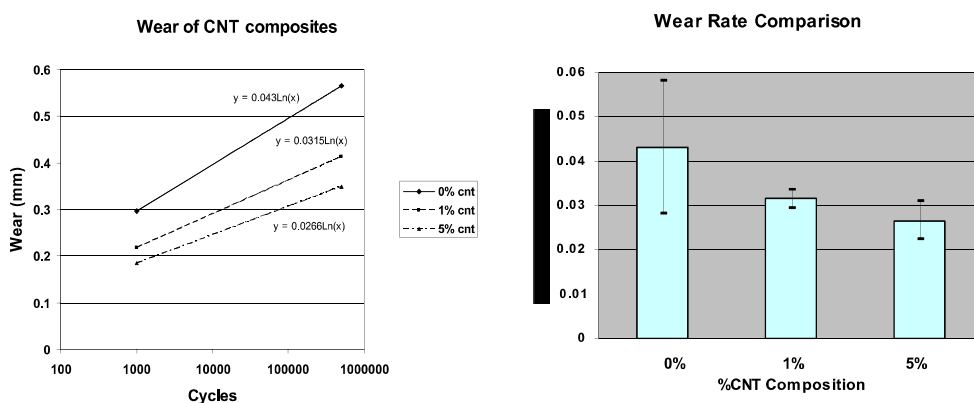 Wear of CNT composites
0.6
0.5
0.4
0.3
0.2
0.1
0
Wear (mm)
y = 0.043Ln(x)
y = 0.0315Ln(x)
y = 0.0266Ln(x)
100 1000 10000 100000 1000000
Cycles
0% cnt
1% cnt
5% cnt
Wear Rate Comparison
0.06
0.05
0.04
0.03
0.02
0.01
0
0% 1% 5%
%CNT Composition